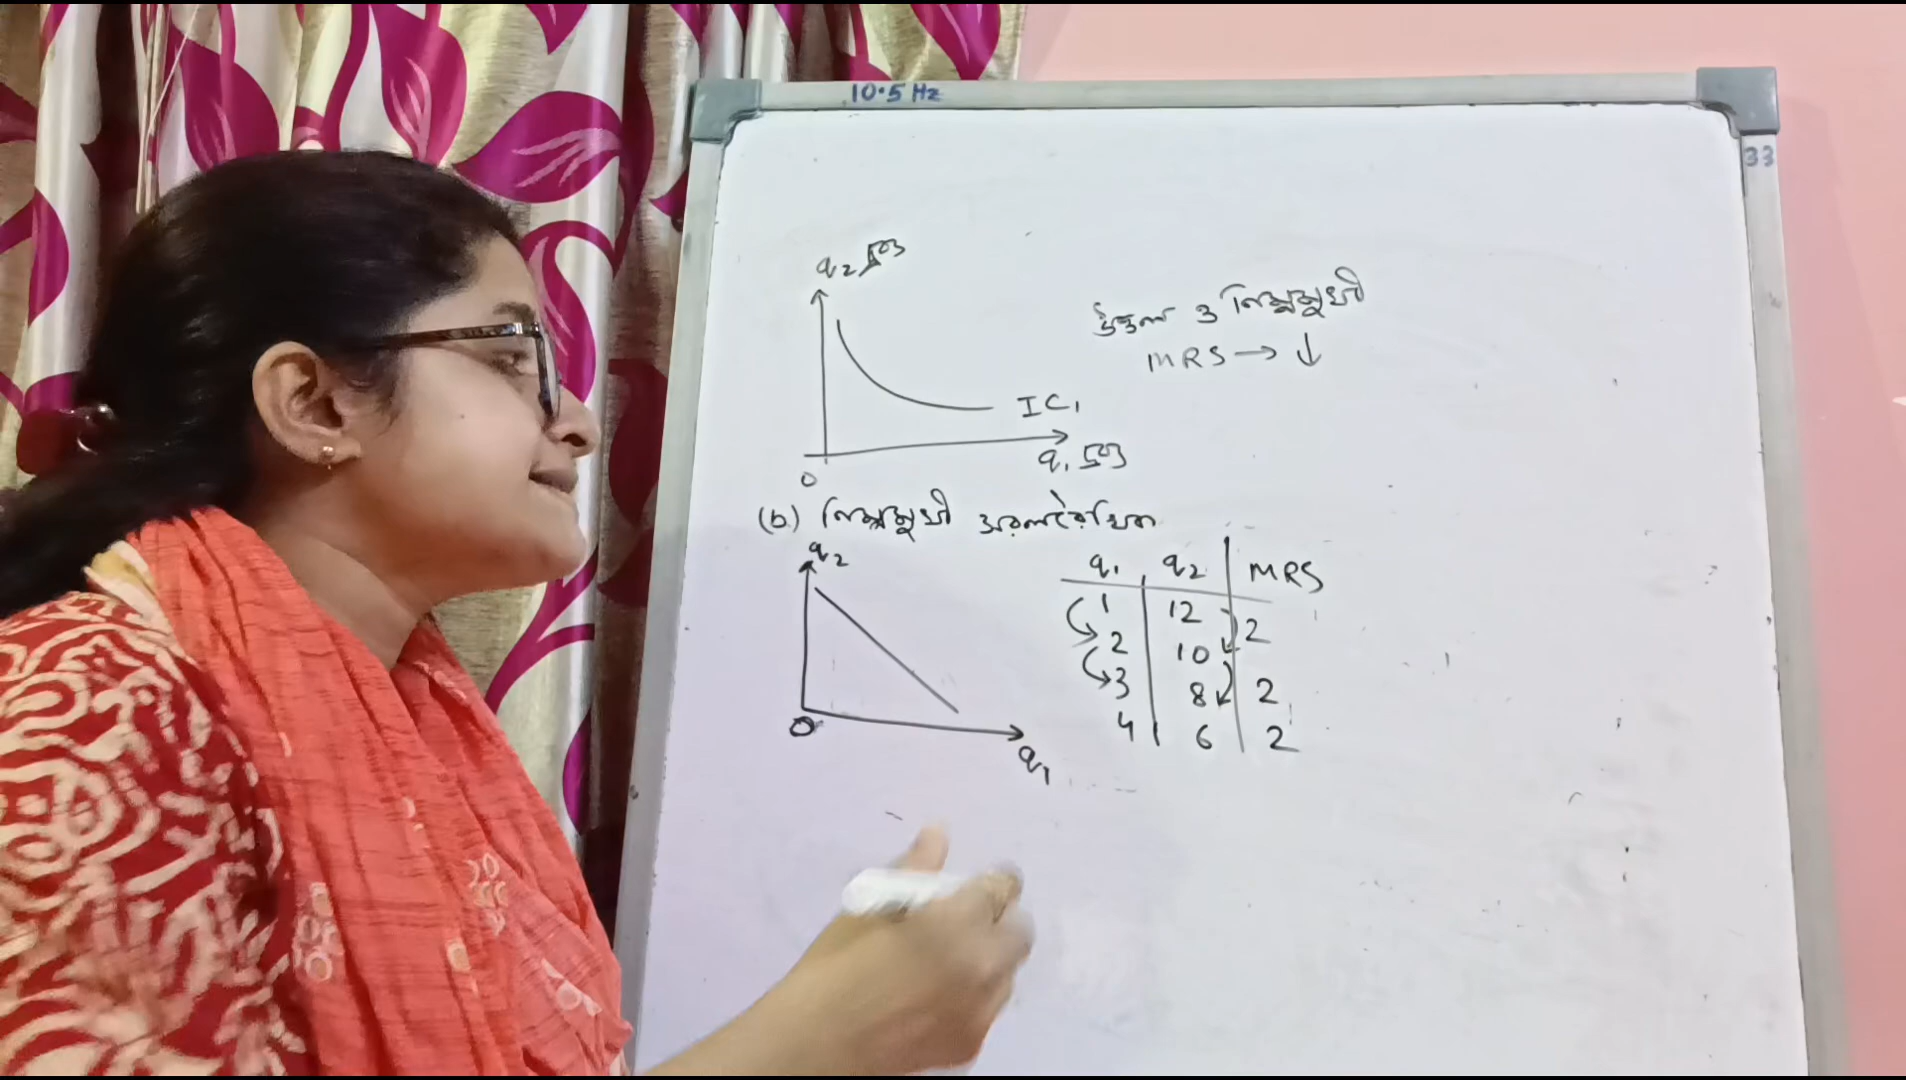 10.5 Hz
33
q₂ দ্রব্য
উত্তল ও নিম্নমুখী
MRS → ↓
IC₁
q₁ দ্রব্য
0
(b.) নিম্নমুখী সরলরৈখিক
q₂
q₁ q₂ MRS
1 12
2 10 2
3 8 2
4 6 2
0
q₁